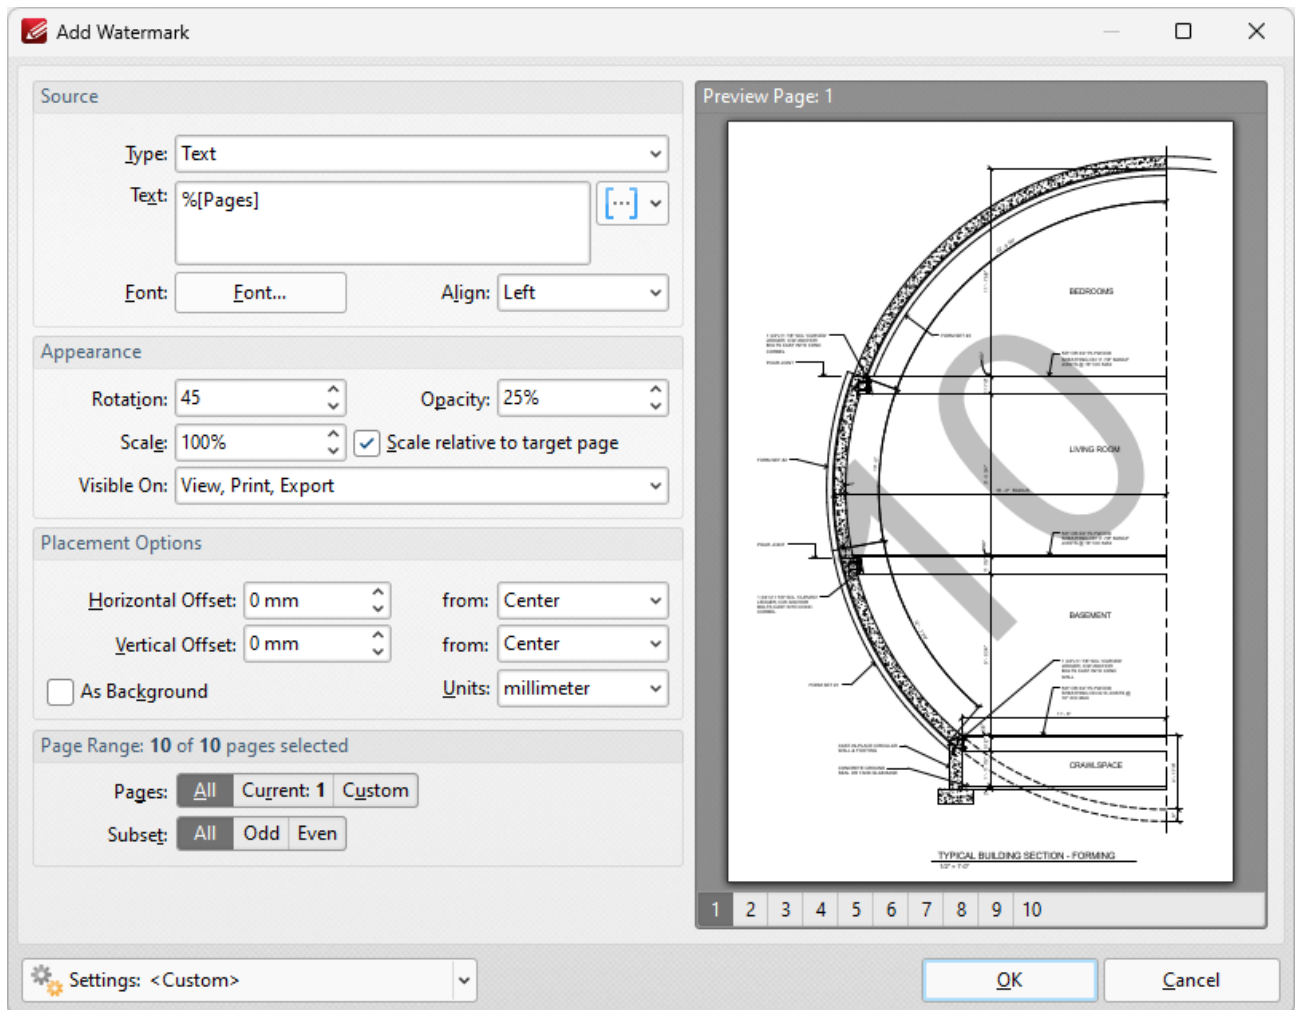 Add Watermark
Source
Type: Text
Text: %[Pages]
Font: Font... Align: Left
Appearance
Rotation: 45 Opacity: 25%
Scale: 100% Scale relative to target page
Visible On: View, Print, Export
Placement Options
Horizontal Offset: 0 mm from: Center
Vertical Offset: 0 mm from: Center
As Background Units: millimeter
Page Range: 10 of 10 pages selected
Pages: All Current: 1 Custom
Subset: All Odd Even
Preview Page: 1
BEDROOMS
LIVING ROOM
10
BASEMENT
CRAWLSPACE
TYPICAL BUILDING SECTION - FORMING
1 2 3 4 5 6 7 8 9 10
Settings: <Custom>
OK Cancel